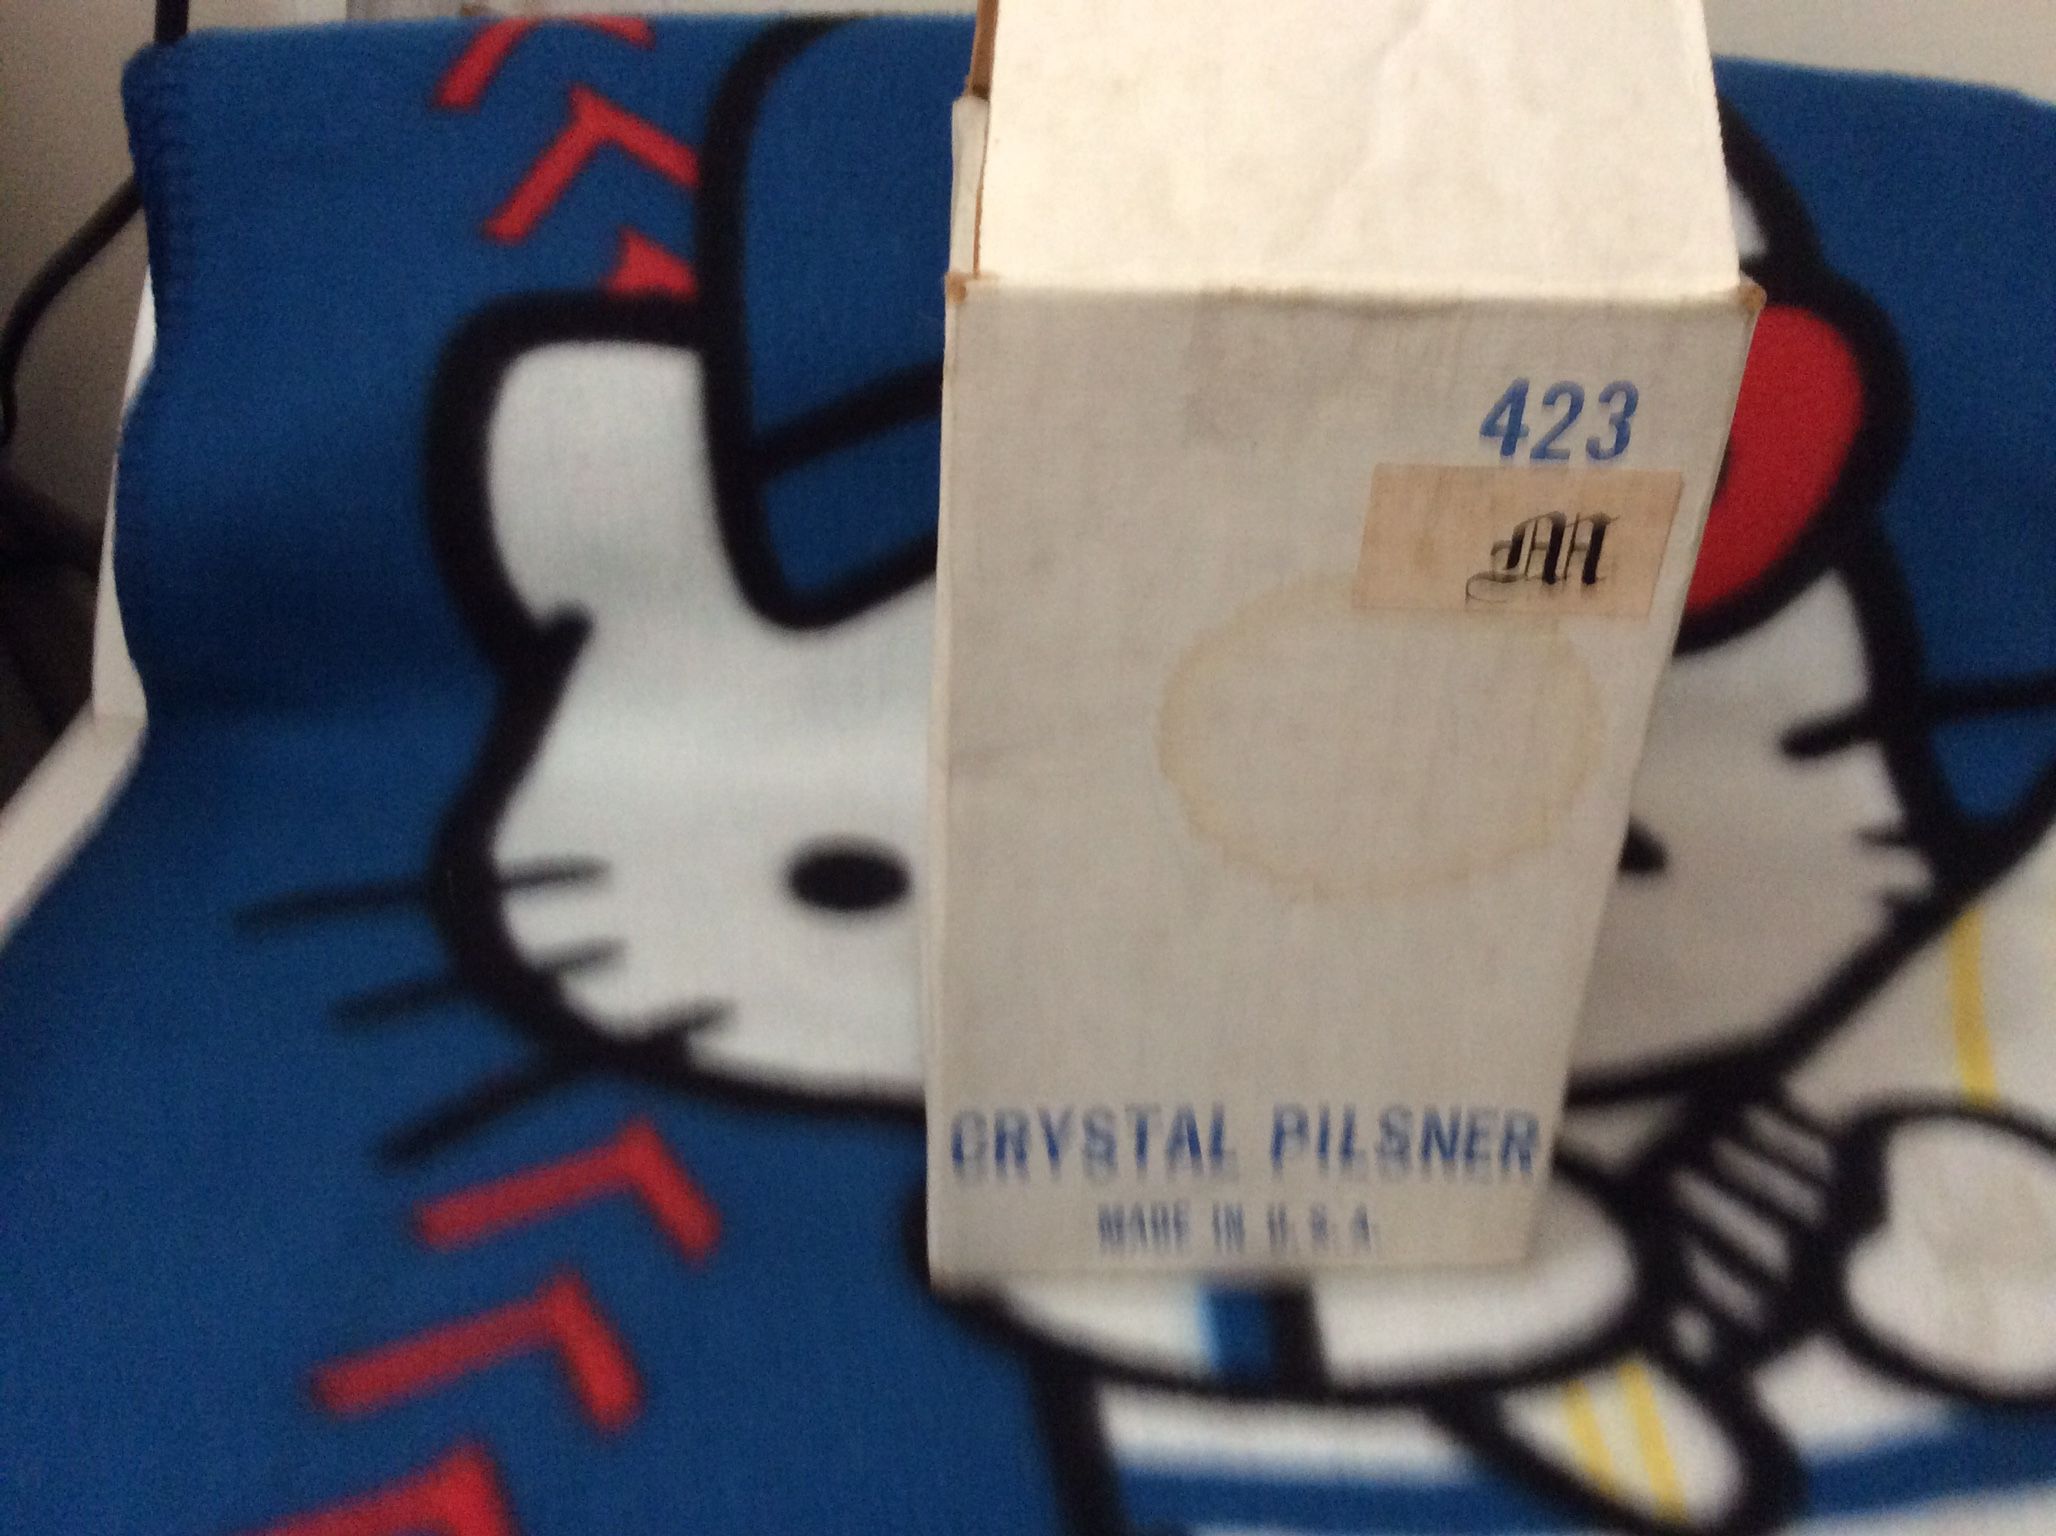 423
M
CRYSTAL PILSNER
MADE IN U.S.A.